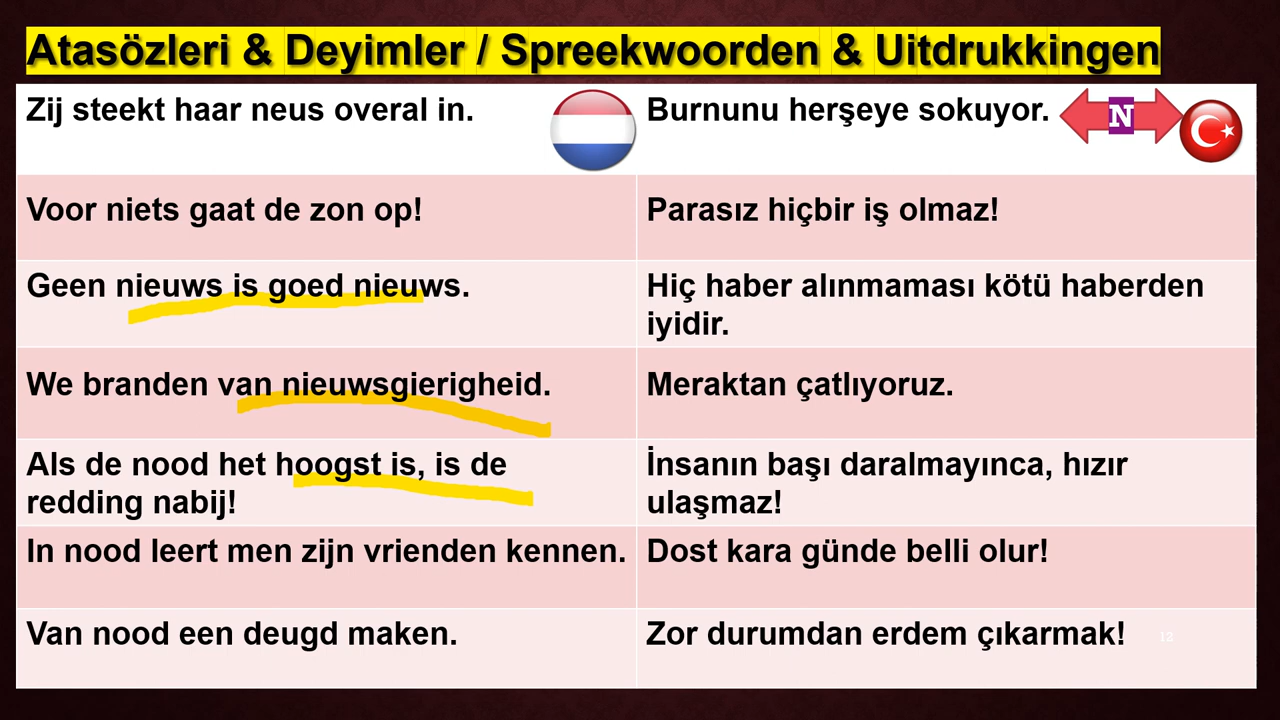 Atasözleri & Deyimler / Spreekwoorden & Uitdrukkingen
Zij steekt haar neus overal in.
Burnunu herşeye sokuyor.
N
Voor niets gaat de zon op!
Parasız hiçbir iş olmaz!
Geen nieuws is goed nieuws.
Hiç haber alınmaması kötü haberden
iyidir.
We branden van nieuwsgierigheid.
Meraktan çatlıyoruz.
Als de nood het hoogst is, is de
redding nabij!
İnsanın başı daralmayınca, hızır
ulaşmaz!
In nood leert men zijn vrienden kennen.
Dost kara günde belli olur!
Van nood een deugd maken.
Zor durumdan erdem çıkarmak!
12